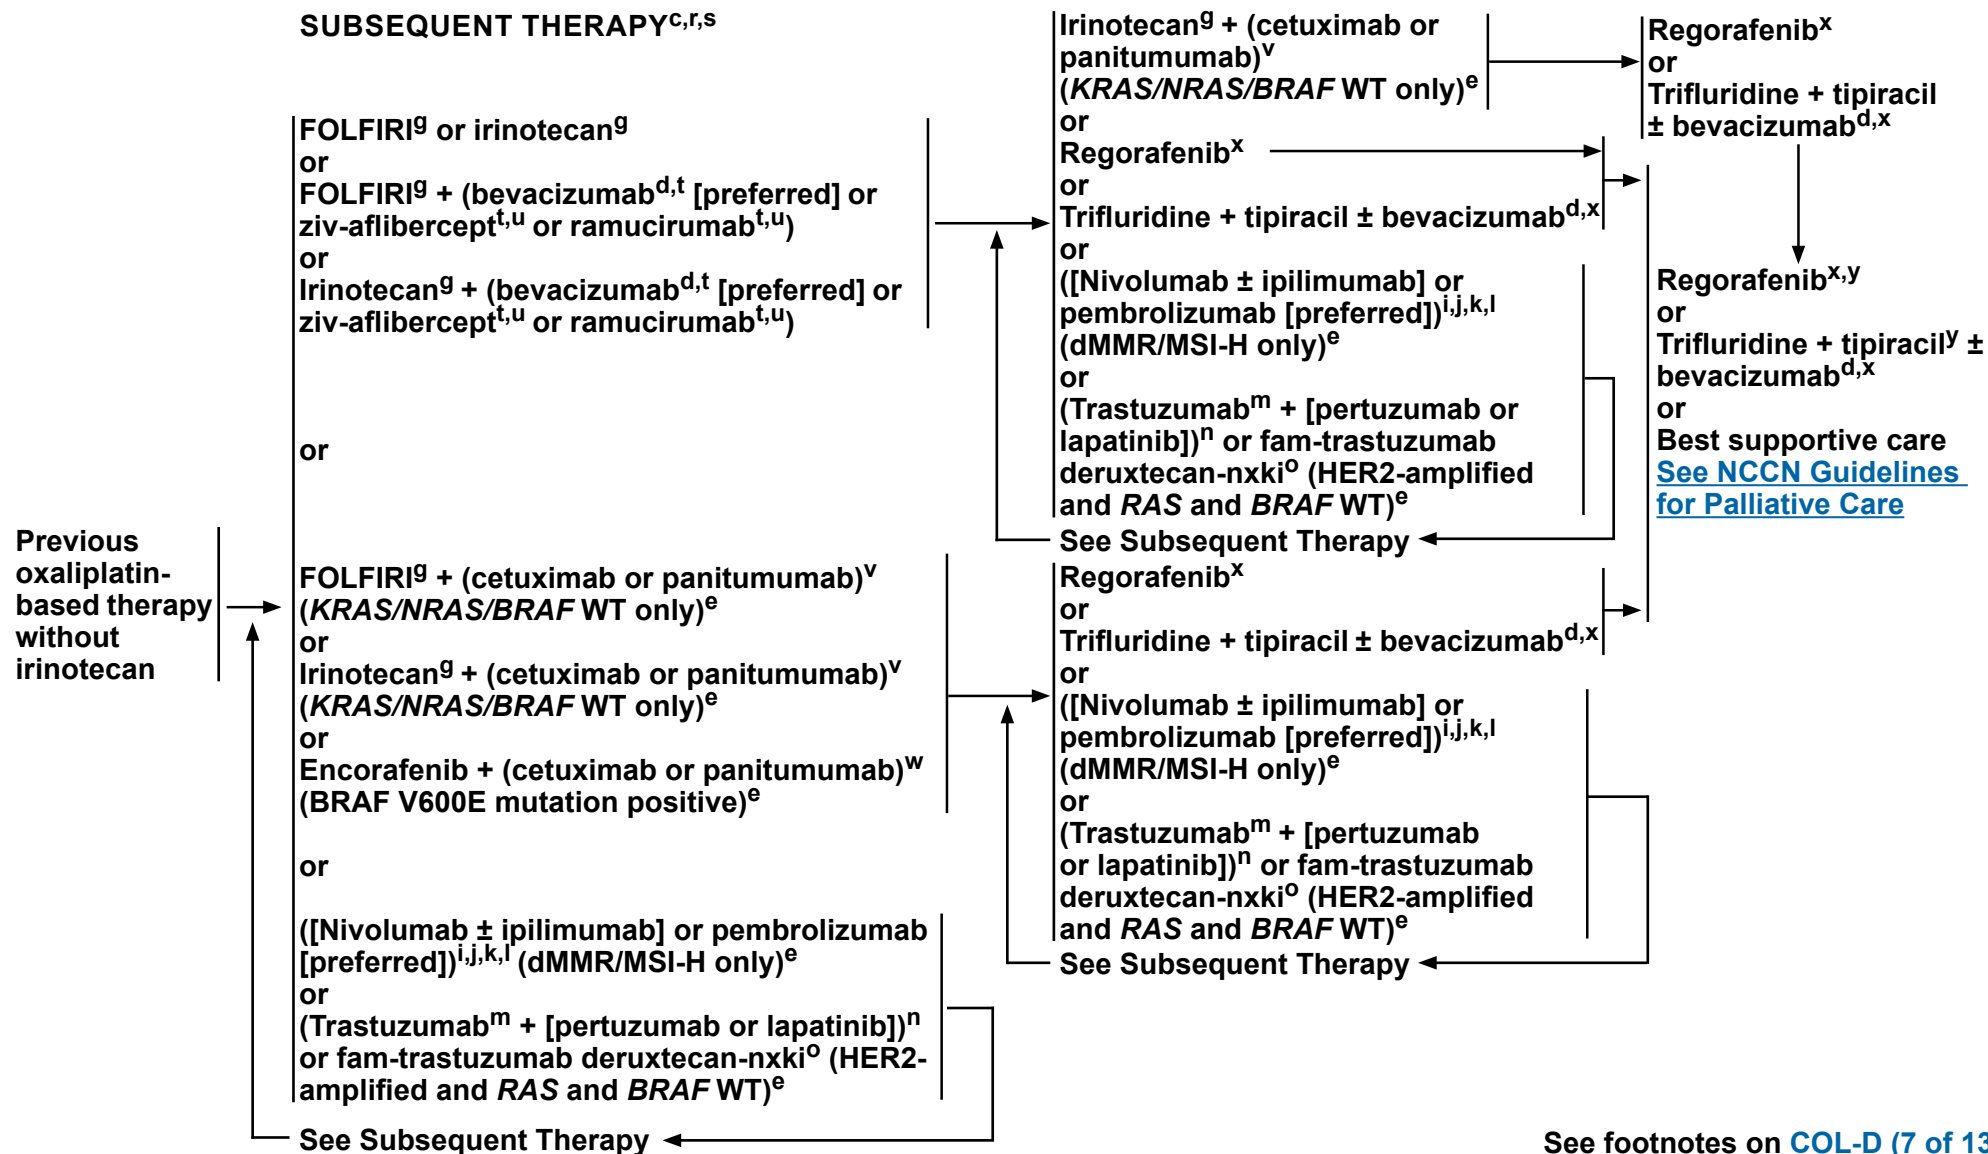 SUBSEQUENT THERAPYc,r,s
Previous
oxaliplatin-
based therapy
without
irinotecan
FOLFIRIg or irinotecang
or
FOLFIRIg + (bevacizumabd,t [preferred] or
ziv-afliberceptt,u or ramucirumabt,u)
or
Irinotecang + (bevacizumabd,t [preferred] or
ziv-afliberceptt,u or ramucirumabt,u)
or
FOLFIRIg + (cetuximab or panitumumab)v
(KRAS/NRAS/BRAF WT only)e
or
Irinotecang + (cetuximab or panitumumab)v
(KRAS/NRAS/BRAF WT only)e
or
Encorafenib + (cetuximab or panitumumab)w
(BRAF V600E mutation positive)e
or
([Nivolumab ± ipilimumab] or pembrolizumab
[preferred])i,j,k,l (dMMR/MSI-H only)e
or
(Trastuzumabm + [pertuzumab or lapatinib])n
or fam-trastuzumab deruxtecan-nxkio (HER2-
amplified and RAS and BRAF WT)e
See Subsequent Therapy
Irinotecang + (cetuximab or
panitumumab)v
(KRAS/NRAS/BRAF WT only)e
or
Regorafenibx
or
Trifluridine + tipiracil ± bevacizumabd,x
or
([Nivolumab ± ipilimumab] or
pembrolizumab [preferred])i,j,k,l
(dMMR/MSI-H only)e
or
(Trastuzumabm + [pertuzumab or
lapatinib])n or fam-trastuzumab
deruxtecan-nxkio (HER2-amplified
and RAS and BRAF WT)e
See Subsequent Therapy
Regorafenibx
or
Trifluridine + tipiracil ± bevacizumabd,x
or
([Nivolumab ± ipilimumab] or
pembrolizumab [preferred])i,j,k,l
(dMMR/MSI-H only)e
or
(Trastuzumabm + [pertuzumab
or lapatinib])n or fam-trastuzumab
deruxtecan-nxkio (HER2-amplified
and RAS and BRAF WT)e
See Subsequent Therapy
Regorafenibx
or
Trifluridine + tipiracil
± bevacizumabd,x
Regorafenibx,y
or
Trifluridine + tipiracily ±
bevacizumabd,x
or
Best supportive care
See NCCN Guidelines
for Palliative Care
See footnotes on COL-D (7 of 13